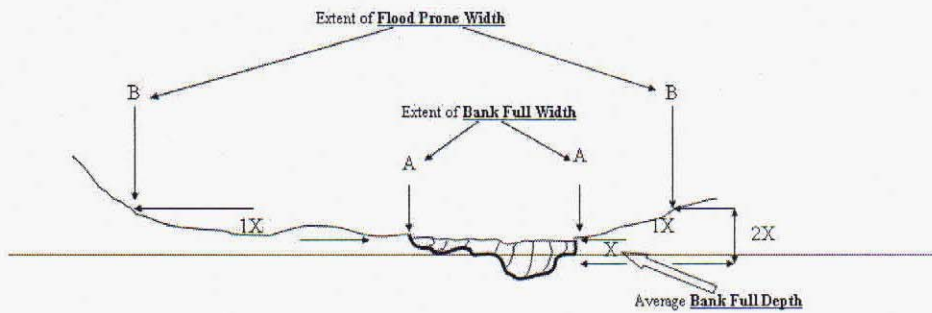 Extent of Flood Prone Width
B B
Extent of Bank Full Width
A A
1X 1X 2X
X
Average Bank Full Depth